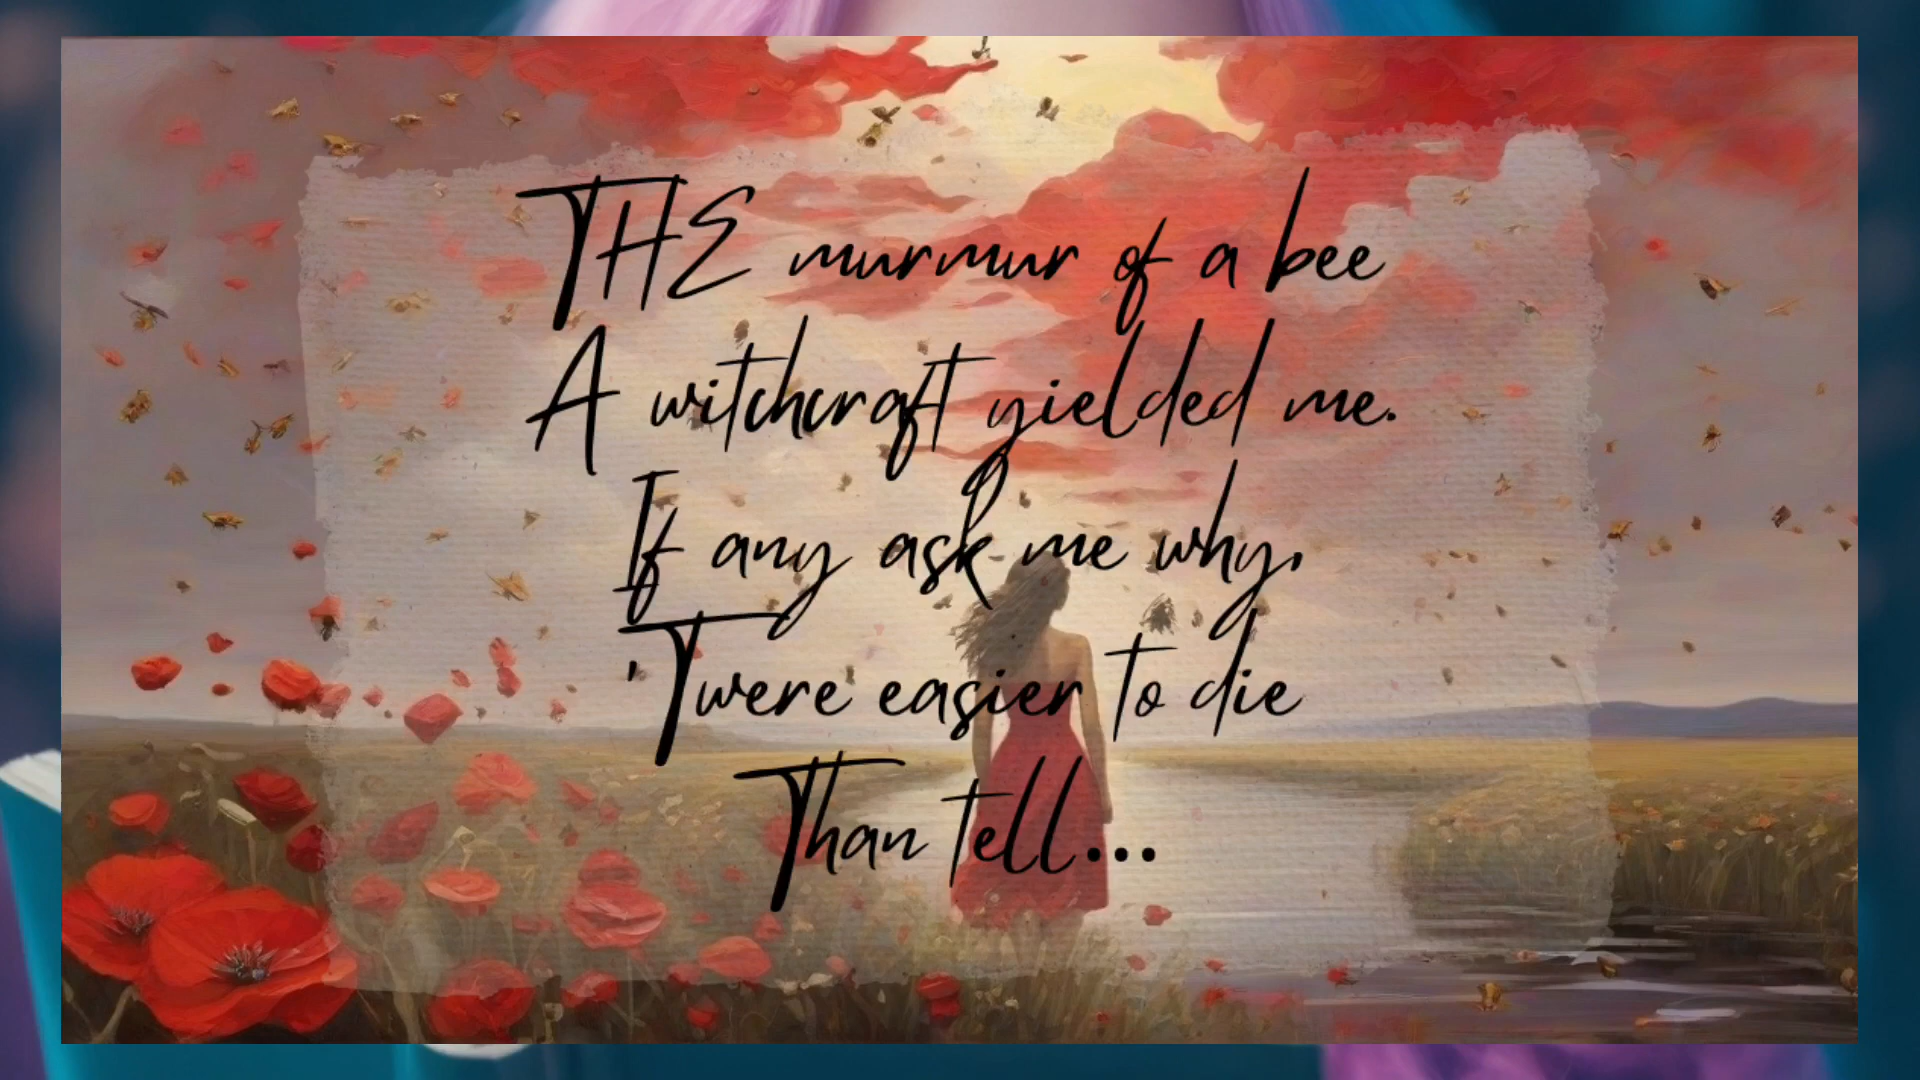 THE murmur of a bee
A witchcraft yielded me.
If any ask me why,
'Twere easier to die
Than tell...